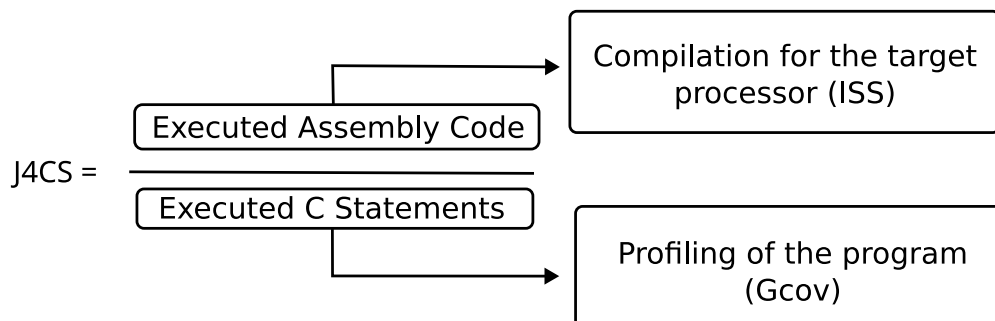 Compilation for the target
processor (ISS)
Executed Assembly Code
J4CS =
Executed C Statements
Profiling of the program
(Gcov)